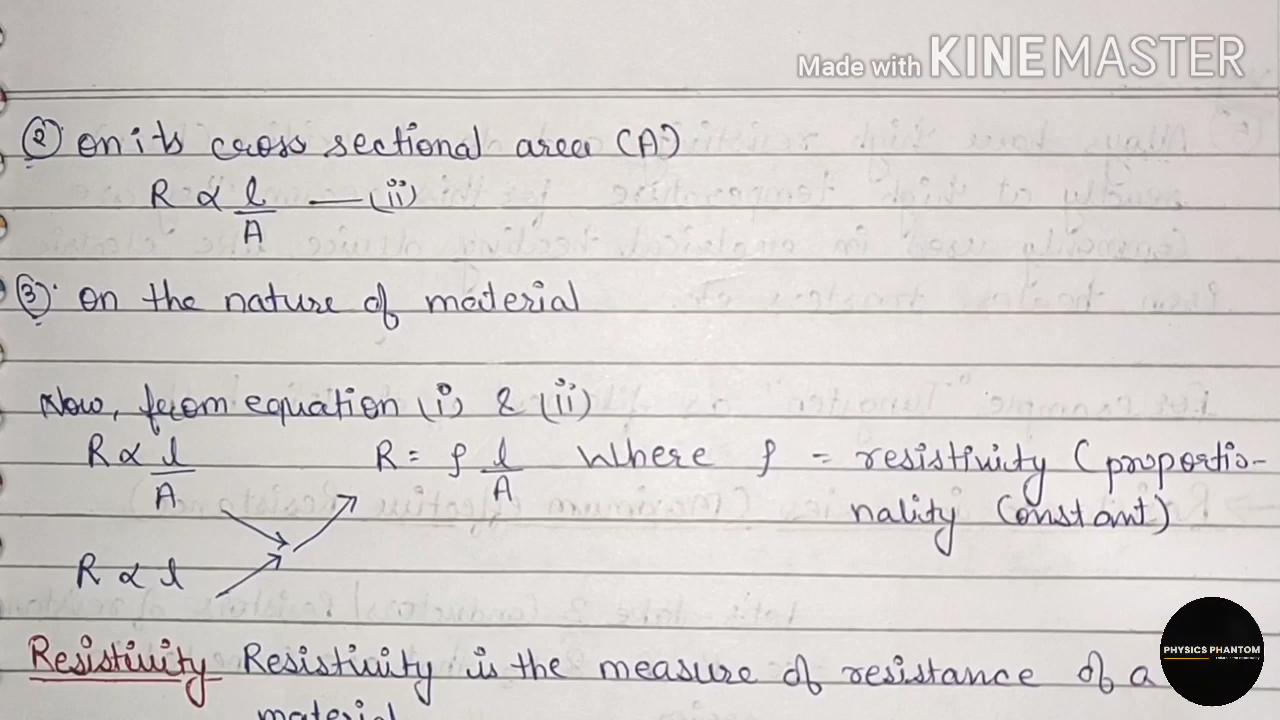 Made with KINEMASTER
② on its cross sectional area (A)
R ∝ l/A —(ii)
③ on the nature of material
Now, from equation (i) & (ii)
R ∝ l/A R = ρ l/A Where ρ = resistivity (proportio-
nality Constant)
R ∝ l
Resistivity Resistivity is the measure of resistance of a
material
PHYSICS PHANTOM